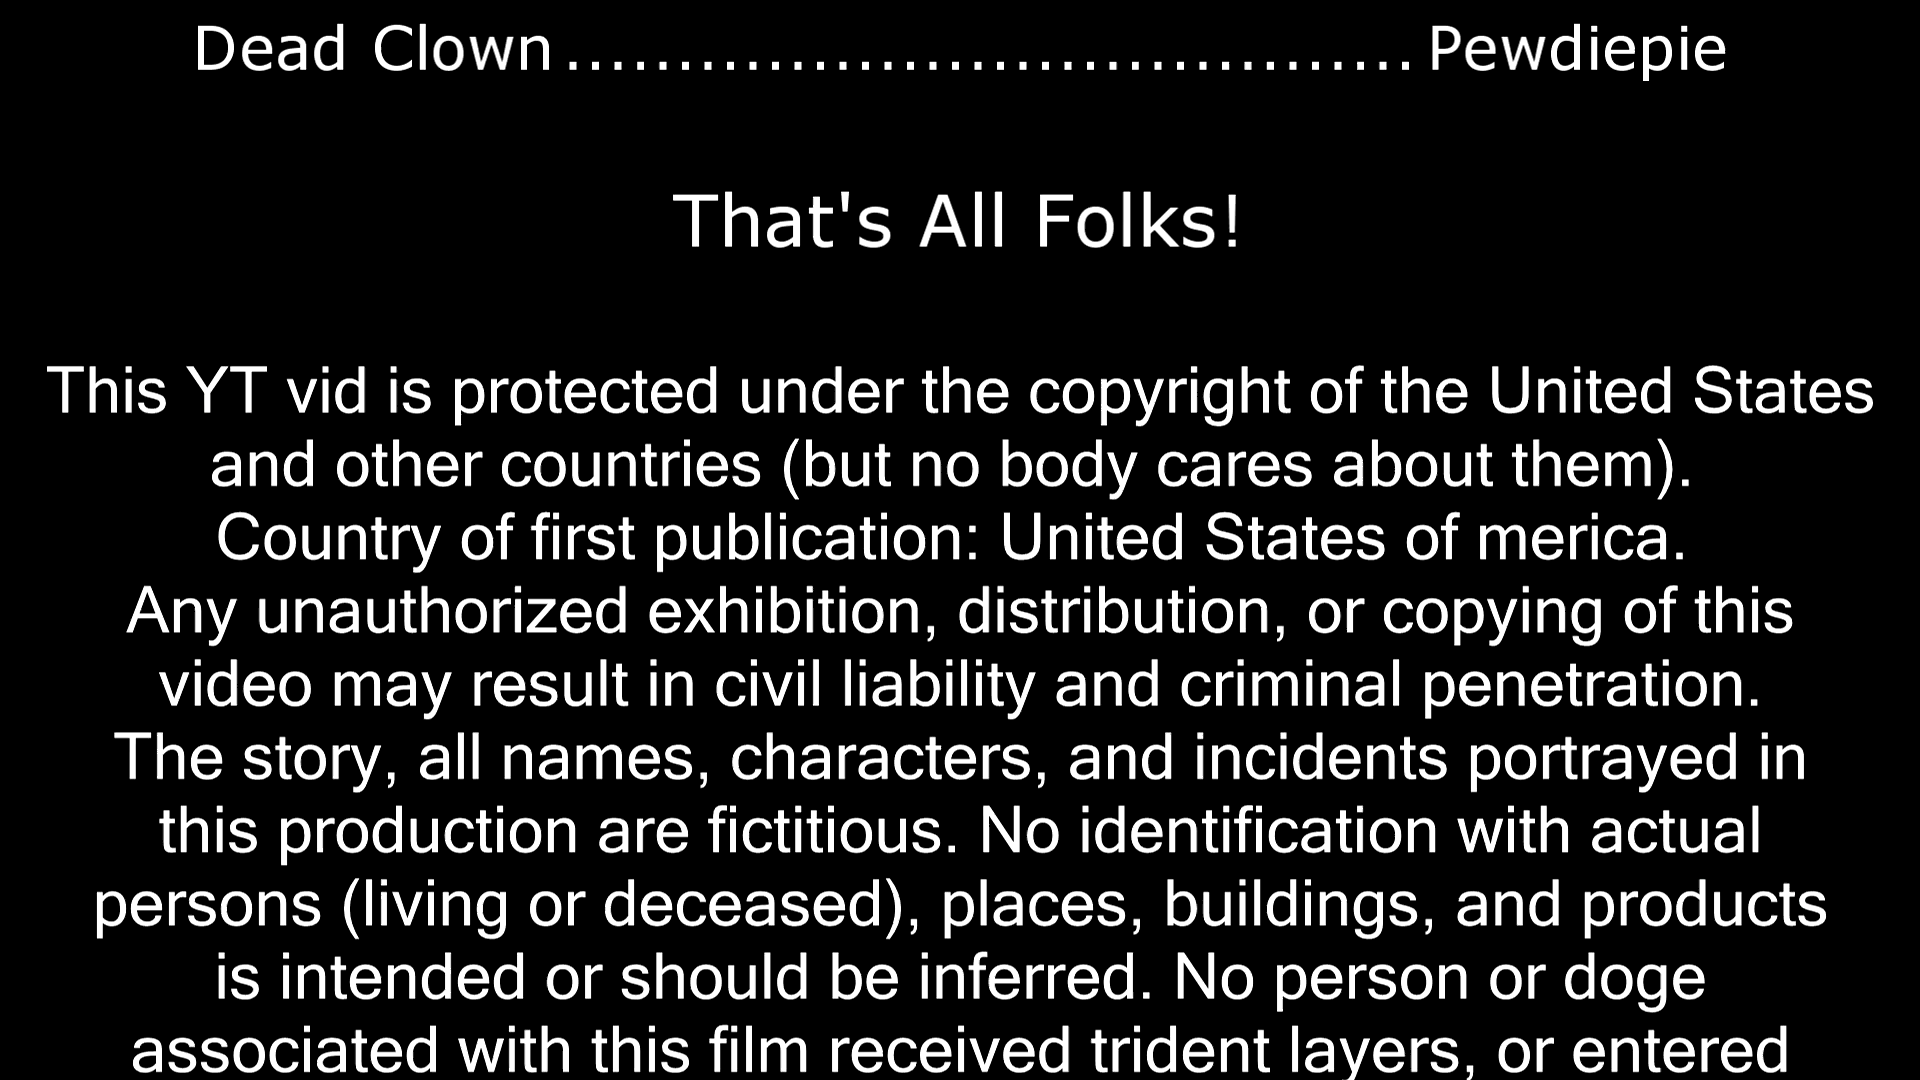 Dead Clown......................................Pewdiepie
That's All Folks!
This YT vid is protected under the copyright of the United States
and other countries (but no body cares about them).
Country of first publication: United States of merica.
Any unauthorized exhibition, distribution, or copying of this
video may result in civil liability and criminal penetration.
The story, all names, characters, and incidents portrayed in
this production are fictitious. No identification with actual
persons (living or deceased), places, buildings, and products
is intended or should be inferred. No person or doge
associated with this film received trident layers, or entered